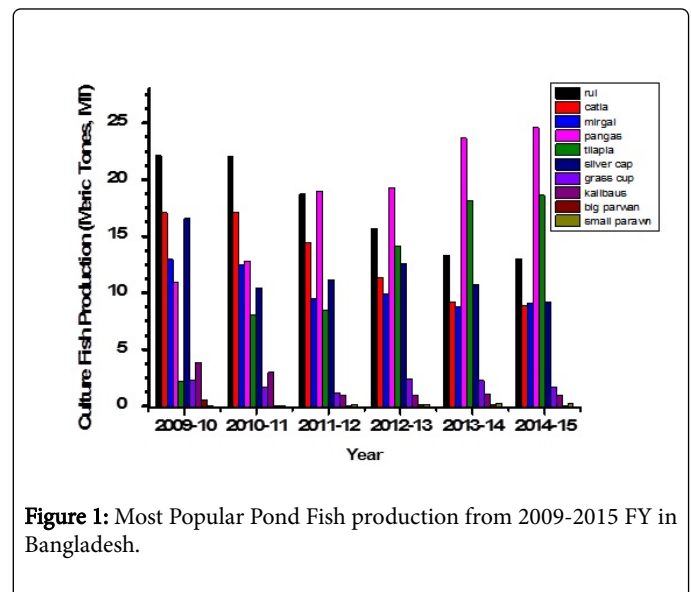 Culture Fish Production (Meric Tones, MT)
25
20
15
10
5
0
rui
catla
mirgal
pangas
tilapia
silver cap
grass cup
kalibaus
big parwan
small parawn
2009-10 2010-11 2011-12 2012-13 2013-14 2014-15
Year
Figure 1: Most Popular Pond Fish production from 2009-2015 FY in
Bangladesh.